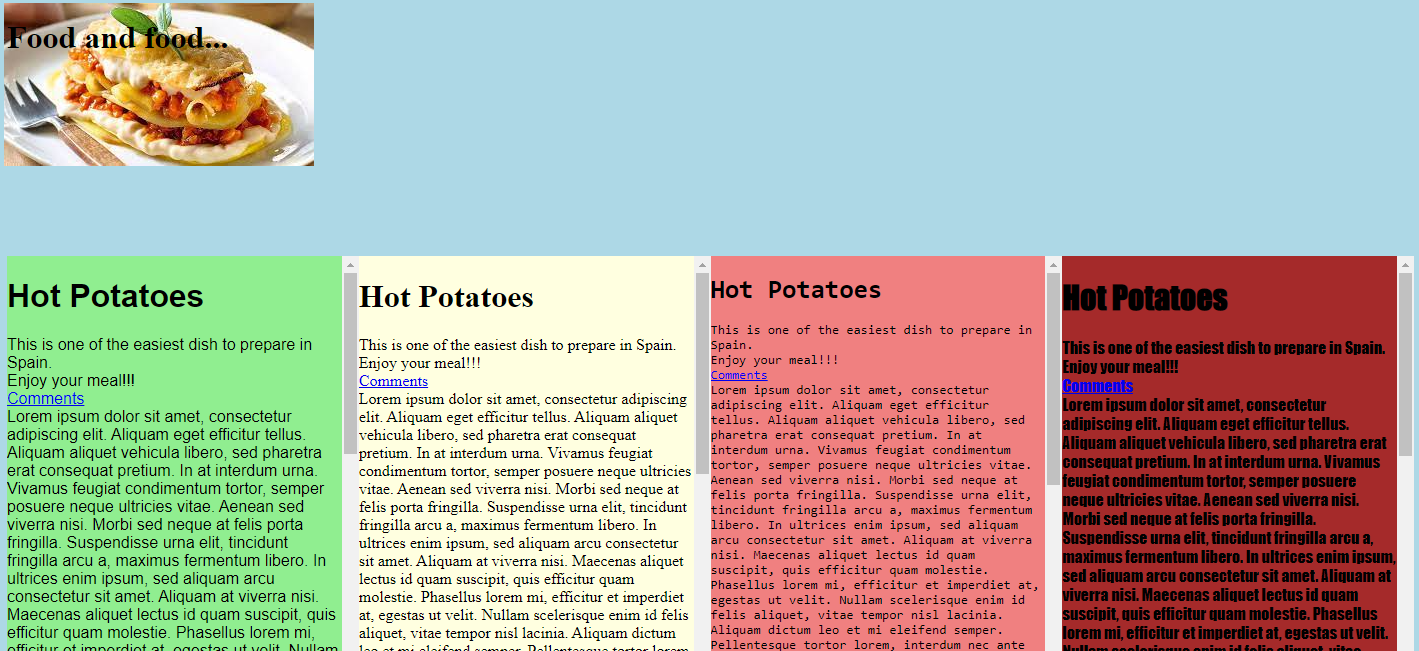 Food and food...
Hot Potatoes
This is one of the easiest dish to prepare in
Spain.
Enjoy your meal!!!
Comments
Lorem ipsum dolor sit amet, consectetur
adipiscing elit. Aliquam eget efficitur tellus.
Aliquam aliquet vehicula libero, sed pharetra
erat consequat pretium. In at interdum urna.
Vivamus feugiat condimentum tortor, semper
posuere neque ultricies vitae. Aenean sed
viverra nisi. Morbi sed neque at felis porta
fringilla. Suspendisse urna elit, tincidunt
fringilla arcu a, maximus fermentum libero. In
ultrices enim ipsum, sed aliquam arcu
consectetur sit amet. Aliquam at viverra nisi.
Maecenas aliquet lectus id quam suscipit, quis
efficitur quam molestie. Phasellus lorem mi,
efficitur et imperdiet at, egestas ut velit. Nullam
Hot Potatoes
This is one of the easiest dish to prepare in Spain.
Enjoy your meal!!!
Comments
Lorem ipsum dolor sit amet, consectetur adipiscing
elit. Aliquam eget efficitur tellus. Aliquam aliquet
vehicula libero, sed pharetra erat consequat
pretium. In at interdum urna. Vivamus feugiat
condimentum tortor, semper posuere neque ultricies
vitae. Aenean sed viverra nisi. Morbi sed neque at
felis porta fringilla. Suspendisse urna elit, tincidunt
fringilla arcu a, maximus fermentum libero. In
ultrices enim ipsum, sed aliquam arcu consectetur
sit amet. Aliquam at viverra nisi. Maecenas aliquet
lectus id quam suscipit, quis efficitur quam
molestie. Phasellus lorem mi, efficitur et imperdiet
at, egestas ut velit. Nullam scelerisque enim id felis
aliquet, vitae tempor nisl lacinia. Aliquam dictum
leo et mi eleifend semper. Pellentesque tortor lorem
Hot Potatoes
This is one of the easiest dish to prepare in
Spain.
Enjoy your meal!!!
Comments
Lorem ipsum dolor sit amet, consectetur
adipiscing elit. Aliquam eget efficitur
tellus. Aliquam aliquet vehicula libero, sed
pharetra erat consequat pretium. In at
interdum urna. Vivamus feugiat condimentum
tortor, semper posuere neque ultricies vitae.
Aenean sed viverra nisi. Morbi sed neque at
felis porta fringilla. Suspendisse urna elit,
tincidunt fringilla arcu a, maximus fermentum
libero. In ultrices enim ipsum, sed aliquam
arcu consectetur sit amet. Aliquam at viverra
nisi. Maecenas aliquet lectus id quam
suscipit, quis efficitur quam molestie.
Phasellus lorem mi, efficitur et imperdiet at,
egestas ut velit. Nullam scelerisque enim id
felis aliquet, vitae tempor nisl lacinia.
Aliquam dictum leo et mi eleifend semper.
Pellentesque tortor lorem, interdum nec ante
Hot Potatoes
This is one of the easiest dish to prepare in Spain.
Enjoy your meal!!!
Comments
Lorem ipsum dolor sit amet, consectetur
adipiscing elit. Aliquam eget efficitur tellus.
Aliquam aliquet vehicula libero, sed pharetra erat
consequat pretium. In at interdum urna. Vivamus
feugiat condimentum tortor, semper posuere
neque ultricies vitae. Aenean sed viverra nisi.
Morbi sed neque at felis porta fringilla.
Suspendisse urna elit, tincidunt fringilla arcu a,
maximus fermentum libero. In ultrices enim ipsum,
sed aliquam arcu consectetur sit amet. Aliquam at
viverra nisi. Maecenas aliquet lectus id quam
suscipit, quis efficitur quam molestie. Phasellus
lorem mi, efficitur et imperdiet at, egestas ut velit.
Nullam scelerisque enim id felis aliquet, vitae